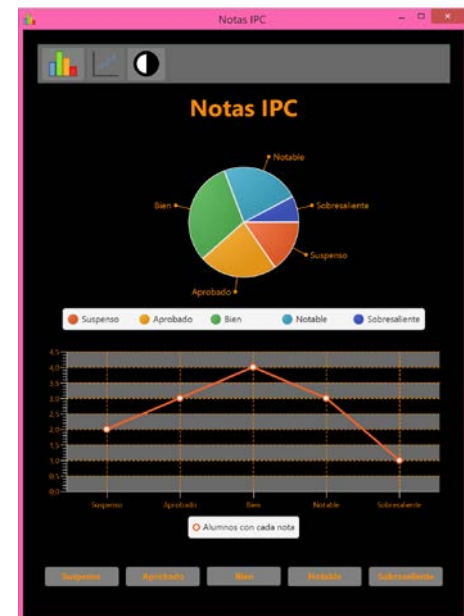 Notas IPC
Notas IPC
Notable
Bien
Sobresaliente
Suspenso
Aprobado
Suspenso Aprobado Bien Notable Sobresaliente
4.5
4.0
3.5
3.0
2.5
2.0
1.5
1.0
0.5
0.0
Suspenso Aprobado Bien Notable Sobresaliente
Alumnos con cada nota
Suspenso Aprobado Bien Notable Sobresaliente